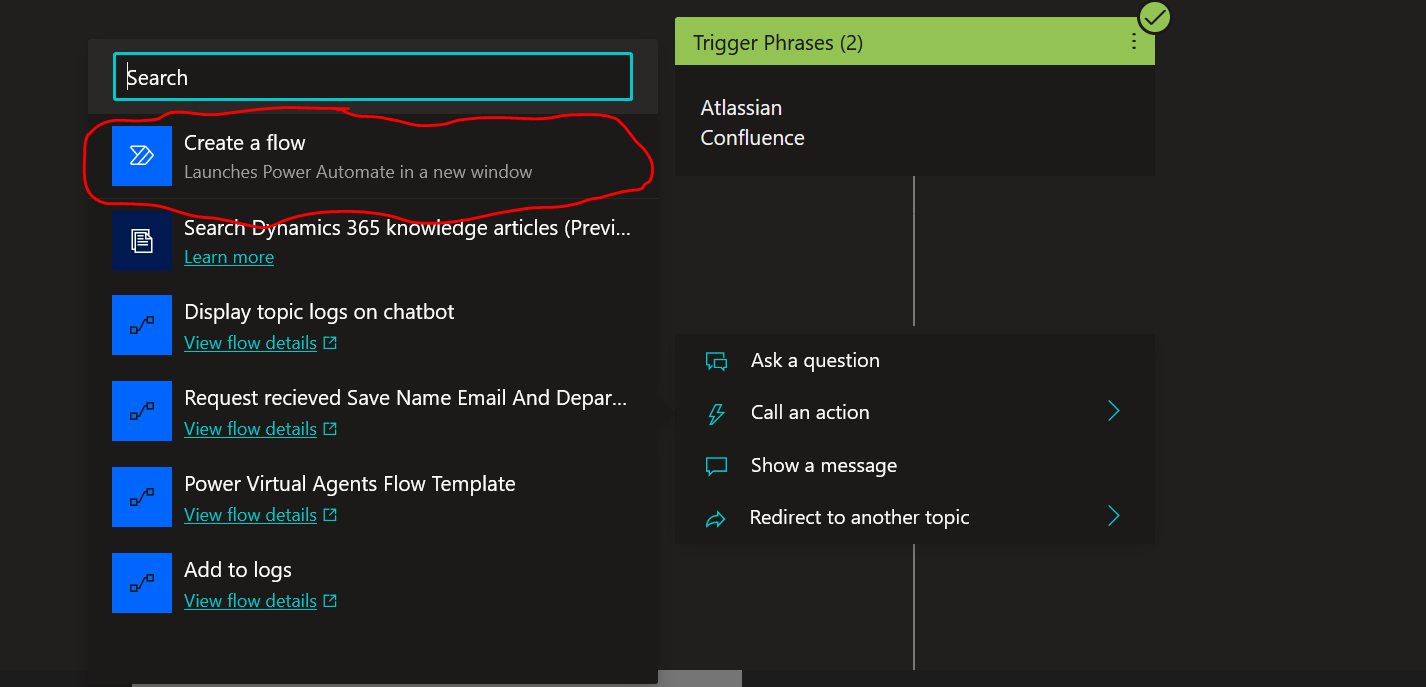 Search
Create a flow
Launches Power Automate in a new window
Search Dynamics 365 knowledge articles (Previ...
Learn more
Display topic logs on chatbot
View flow details
Request recieved Save Name Email And Depar...
View flow details
Power Virtual Agents Flow Template
View flow details
Add to logs
View flow details
Trigger Phrases (2)
Atlassian
Confluence
Ask a question
Call an action
Show a message
Redirect to another topic